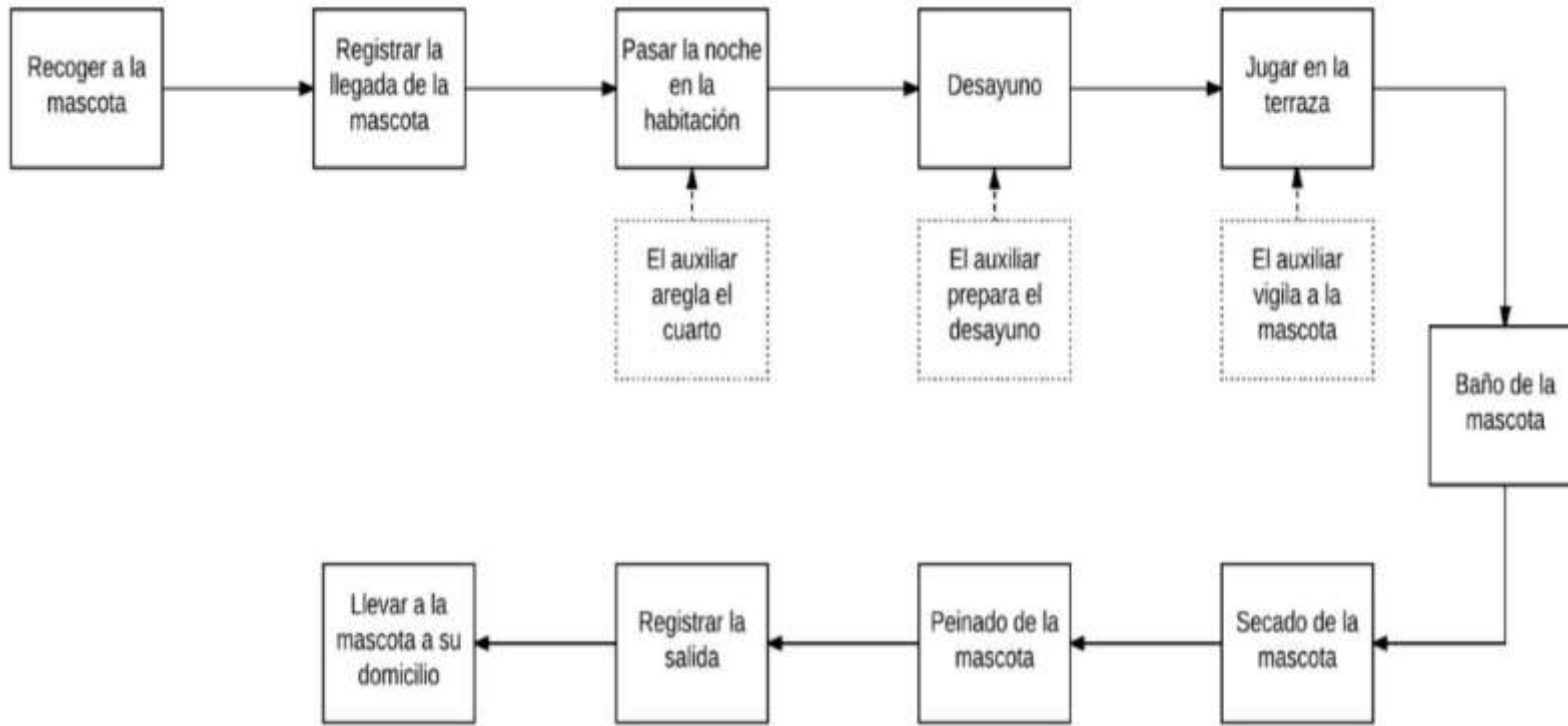 Recoger a la
mascota
Registrar la
llegada de la
mascota
Pasar la noche
en la
habitación
Desayuno
Jugar en la
terraza
El auxiliar
aregla el
cuarto
El auxiliar
prepara el
desayuno
El auxiliar
vigila a la
mascota
Baño de la
mascota
Llevar a la
mascota a su
domicilio
Registrar la
salida
Peinado de la
mascota
Secado de la
mascota